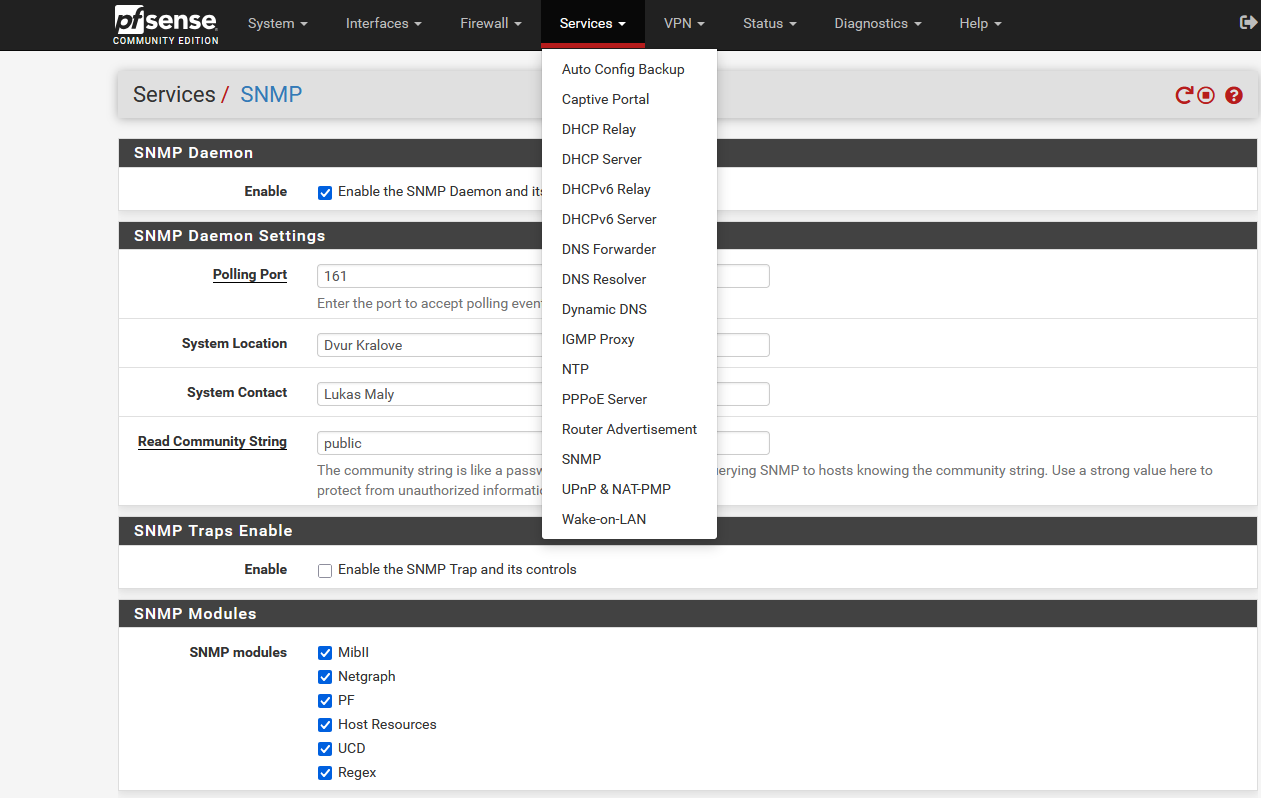 pfsense
COMMUNITY EDITION
System
Interfaces
Firewall
Services
VPN
Status
Diagnostics
Help
Auto Config Backup
Captive Portal
DHCP Relay
DHCP Server
DHCPv6 Relay
DHCPv6 Server
DNS Forwarder
DNS Resolver
Dynamic DNS
IGMP Proxy
NTP
PPPoE Server
Router Advertisement
SNMP
UPnP & NAT-PMP
Wake-on-LAN
Services / SNMP
SNMP Daemon
Enable
Enable the SNMP Daemon and
SNMP Daemon Settings
Polling Port
161
Enter the port to accept polling
System Location
Dvur Kralove
System Contact
Lukas Maly
Read Community String
public
The community string is like a SNMP to hosts knowing the community string. Use a strong value here to
protect from unauthorized
SNMP Traps Enable
Enable
Enable the SNMP Trap and its controls
SNMP Modules
SNMP modules
MibII
Netgraph
PF
Host Resources
UCD
Regex